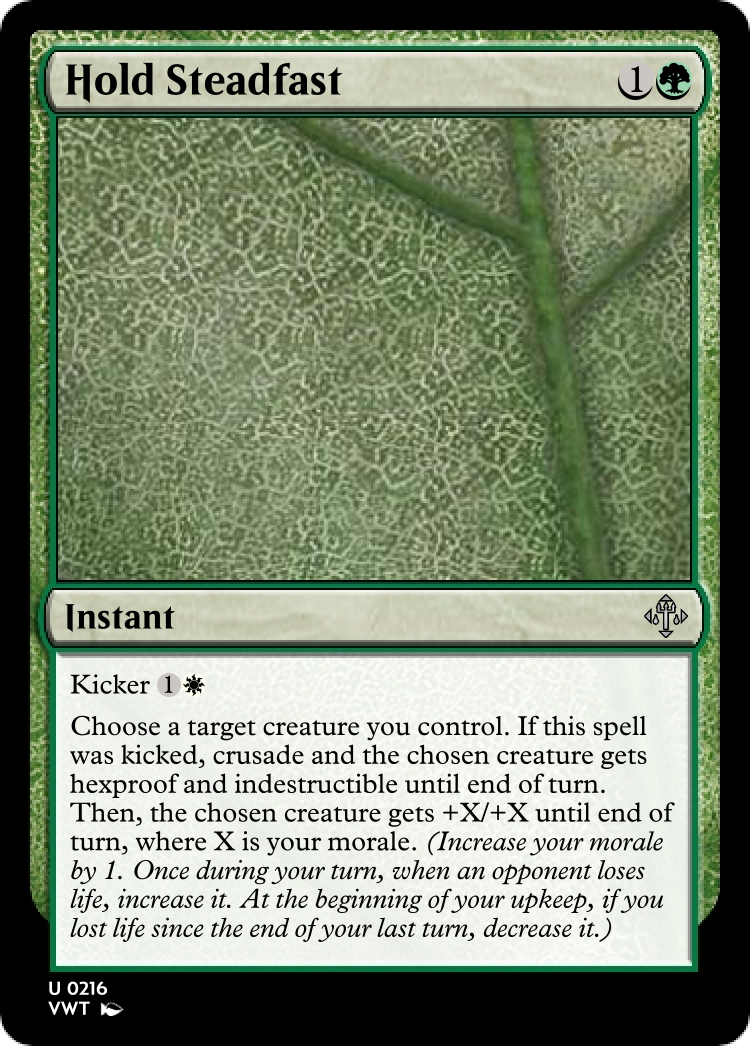 Hold Steadfast 1
Instant
Kicker 1
Choose a target creature you control. If this spell
was kicked, crusade and the chosen creature gets
hexproof and indestructible until end of turn.
Then, the chosen creature gets +X/+X until end of
turn, where X is your morale. (Increase your morale
by 1. Once during your turn, when an opponent loses
life, increase it. At the beginning of your upkeep, if you
lost life since the end of your last turn, decrease it.)
U 0216
VWT